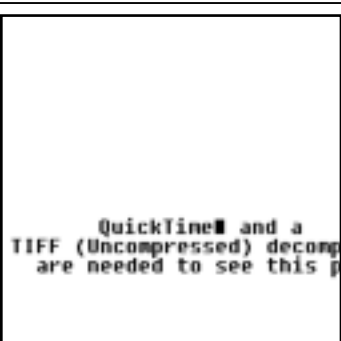 QuickTime■ and a
TIFF (Uncompressed) decomp
are needed to see this p